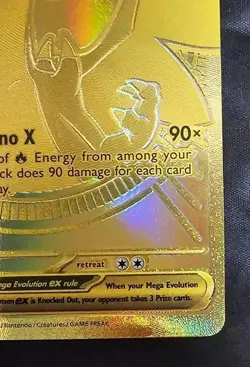 no X 90×
of Energy from among your
ck does 90 damage for each card
ay.
retreat
ga Evolution ex rule When your Mega Evolution
mon ex is Knocked Out, your opponent takes 3 Prize cards.
/Nintendo/Creatures/GAME FREAK